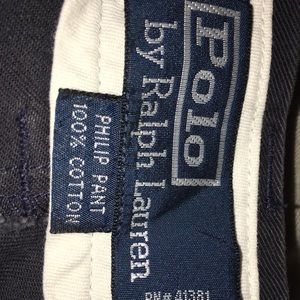 Polo
by Ralph Lauren
RN# 41381
PHILIP PANT
100% COTTON